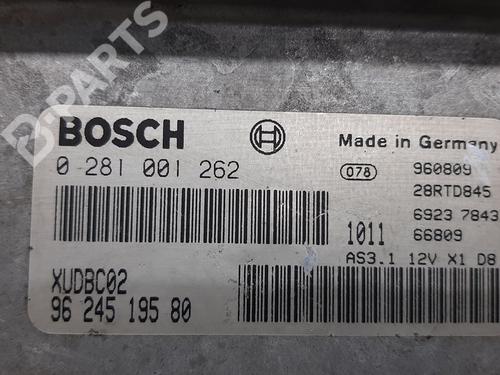 B-PARTS
B-PARTS
BOSCH
0 281 001 262
Made in Germany
078
960809
28RTD845
6923 7843
1011
66809
AS3.1 12V X1 D8
XUDBC02
96 245 195 80